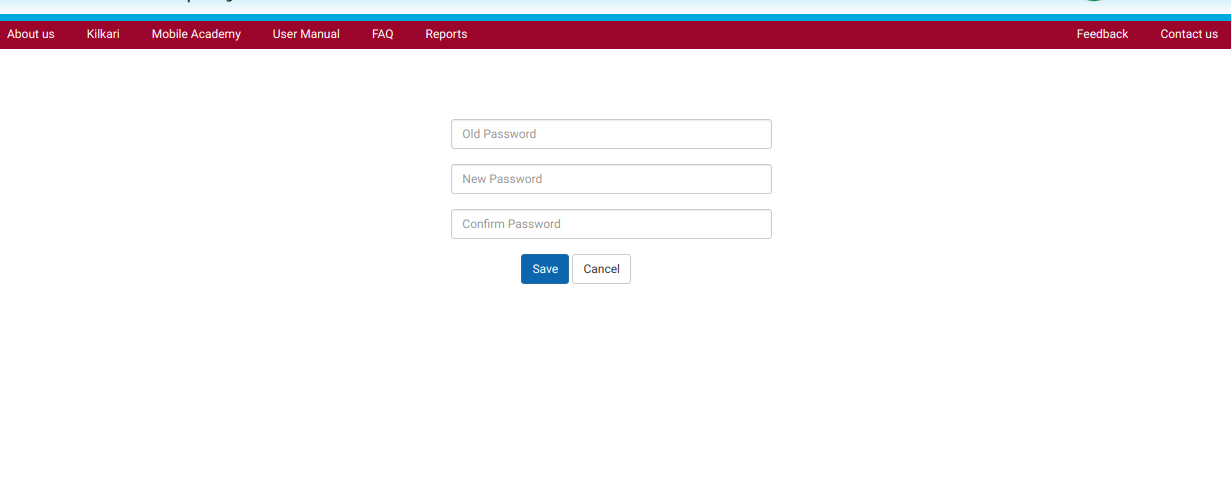 About us Kilkari Mobile Academy User Manual FAQ Reports Feedback Contact us
Old Password
New Password
Confirm Password
Save Cancel